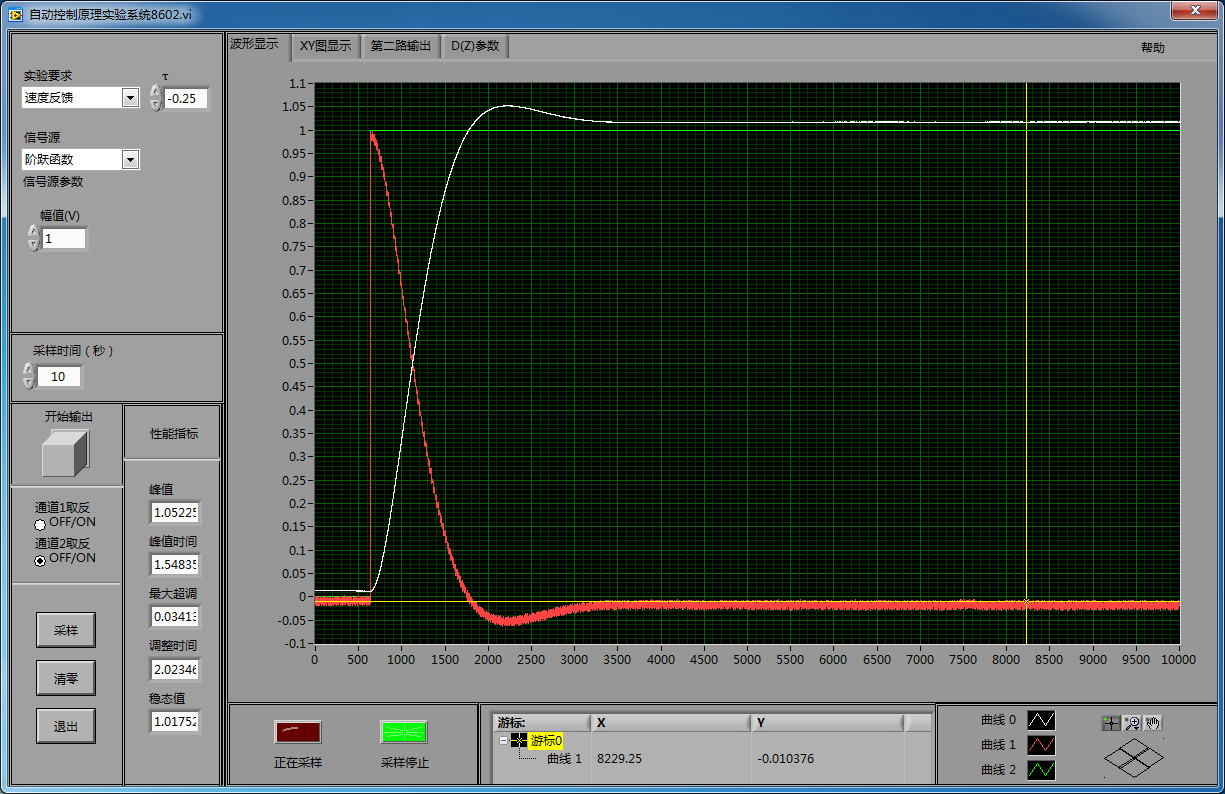 自动控制原理实验系统8602.vi
波形显示 XY图显示 第二路输出 D(Z)参数 帮助
实验要求 τ
速度反馈 -0.25
信号源
阶跃函数
信号源参数
幅值(V)
1
采样时间（秒）
10
开始输出
性能指标
通道1取反
OFF/ON
通道2取反
OFF/ON
采样
清零
退出
峰值
1.05225
峰值时间
1.54835
最大超调
0.03413
调整时间
2.02346
稳态值
1.01752
1.1
1.05
1
0.95
0.9
0.85
0.8
0.75
0.7
0.65
0.6
0.55
0.5
0.45
0.4
0.35
0.3
0.25
0.2
0.15
0.1
0.05
0
-0.05
-0.1
0 500 1000 1500 2000 2500 3000 3500 4000 4500 5000 5500 6000 6500 7000 7500 8000 8500 9000 9500 10000
正在采样 采样停止
游标: X Y
游标0
曲线 1 8229.25 -0.010376
曲线 0
曲线 1
曲线 2